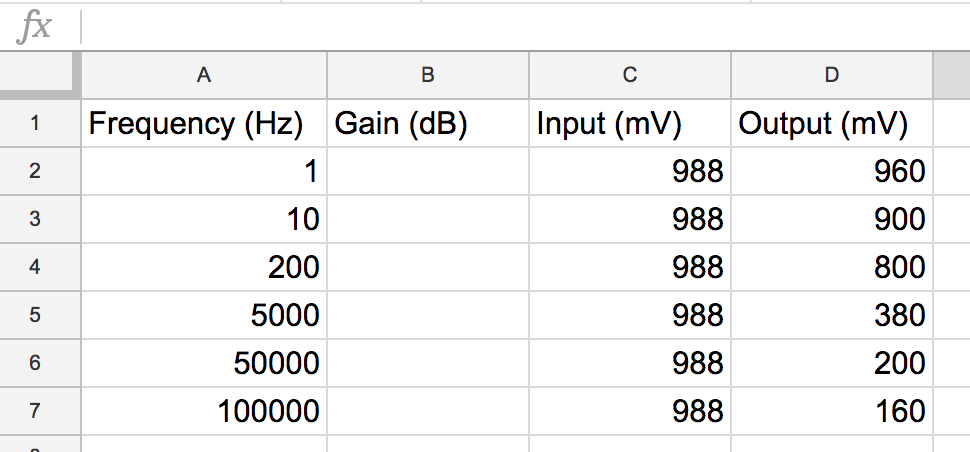 fx
A B C D
1 Frequency (Hz) Gain (dB) Input (mV) Output (mV)
2 1 988 960
3 10 988 900
4 200 988 800
5 5000 988 380
6 50000 988 200
7 100000 988 160